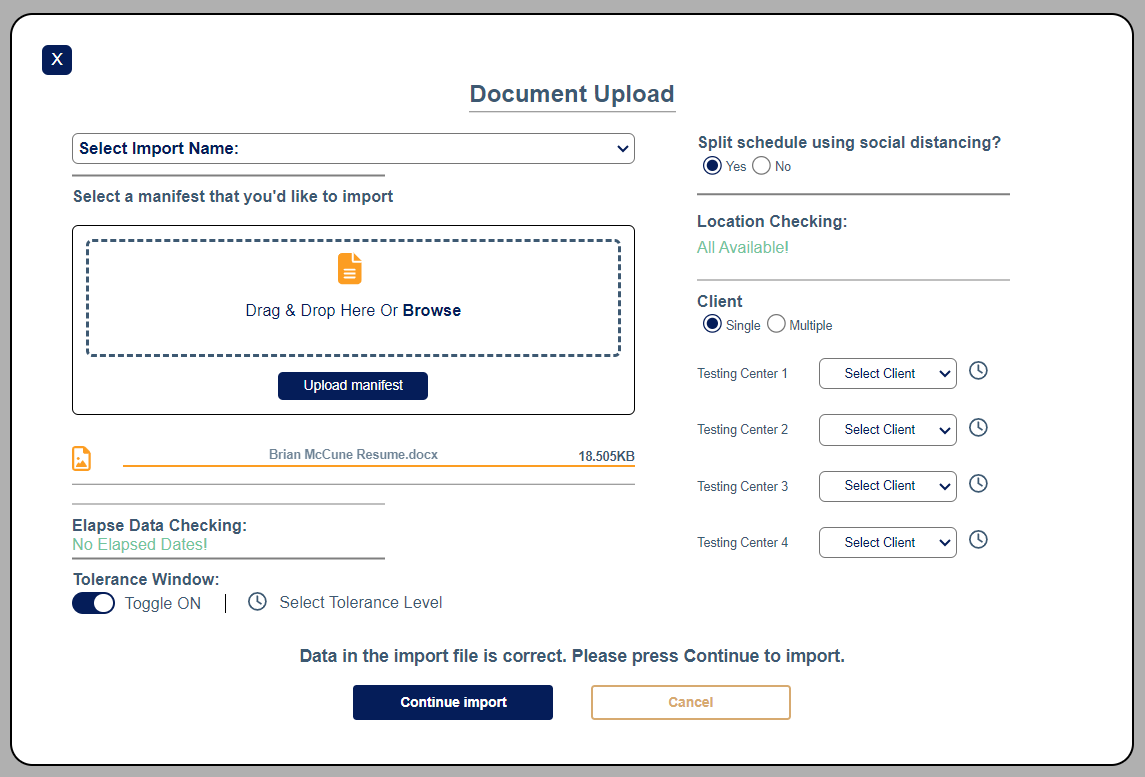 X
Document Upload
Select Import Name:
Select a manifest that you'd like to import
Drag & Drop Here Or Browse
Upload manifest
Brian McCune Resume.docx 18.505KB
Elapse Data Checking:
No Elapsed Dates!
Tolerance Window:
Toggle ON | Select Tolerance Level
Split schedule using social distancing?
Yes No
Location Checking:
All Available!
Client
Single Multiple
Testing Center 1 Select Client
Testing Center 2 Select Client
Testing Center 3 Select Client
Testing Center 4 Select Client
Data in the import file is correct. Please press Continue to import.
Continue import Cancel